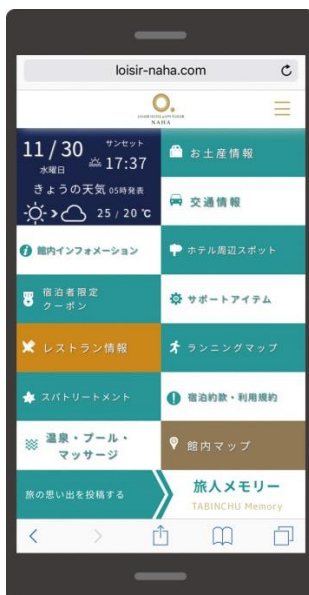 loisir-naha.com
NAHA
11/30
水曜日
サンセット
17:37
きょうの天気 05時発表
25 / 20 ℃
お土産情報
交通情報
館内インフォメーション
ホテル周辺スポット
宿泊者限定
クーポン
サポートアイテム
レストラン情報
ランニングマップ
スパトリートメント
宿泊約款・利用規約
温泉・プール・
マッサージ
館内マップ
旅の思い出を投稿する
旅人メモリー
TABINCHU Memory